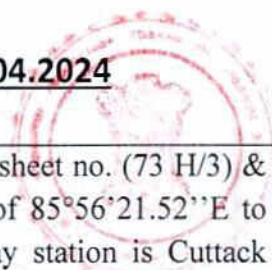 04.2024
sheet no. (73 H/3) &
of 85°56'21.52''E to
station is Cuttack